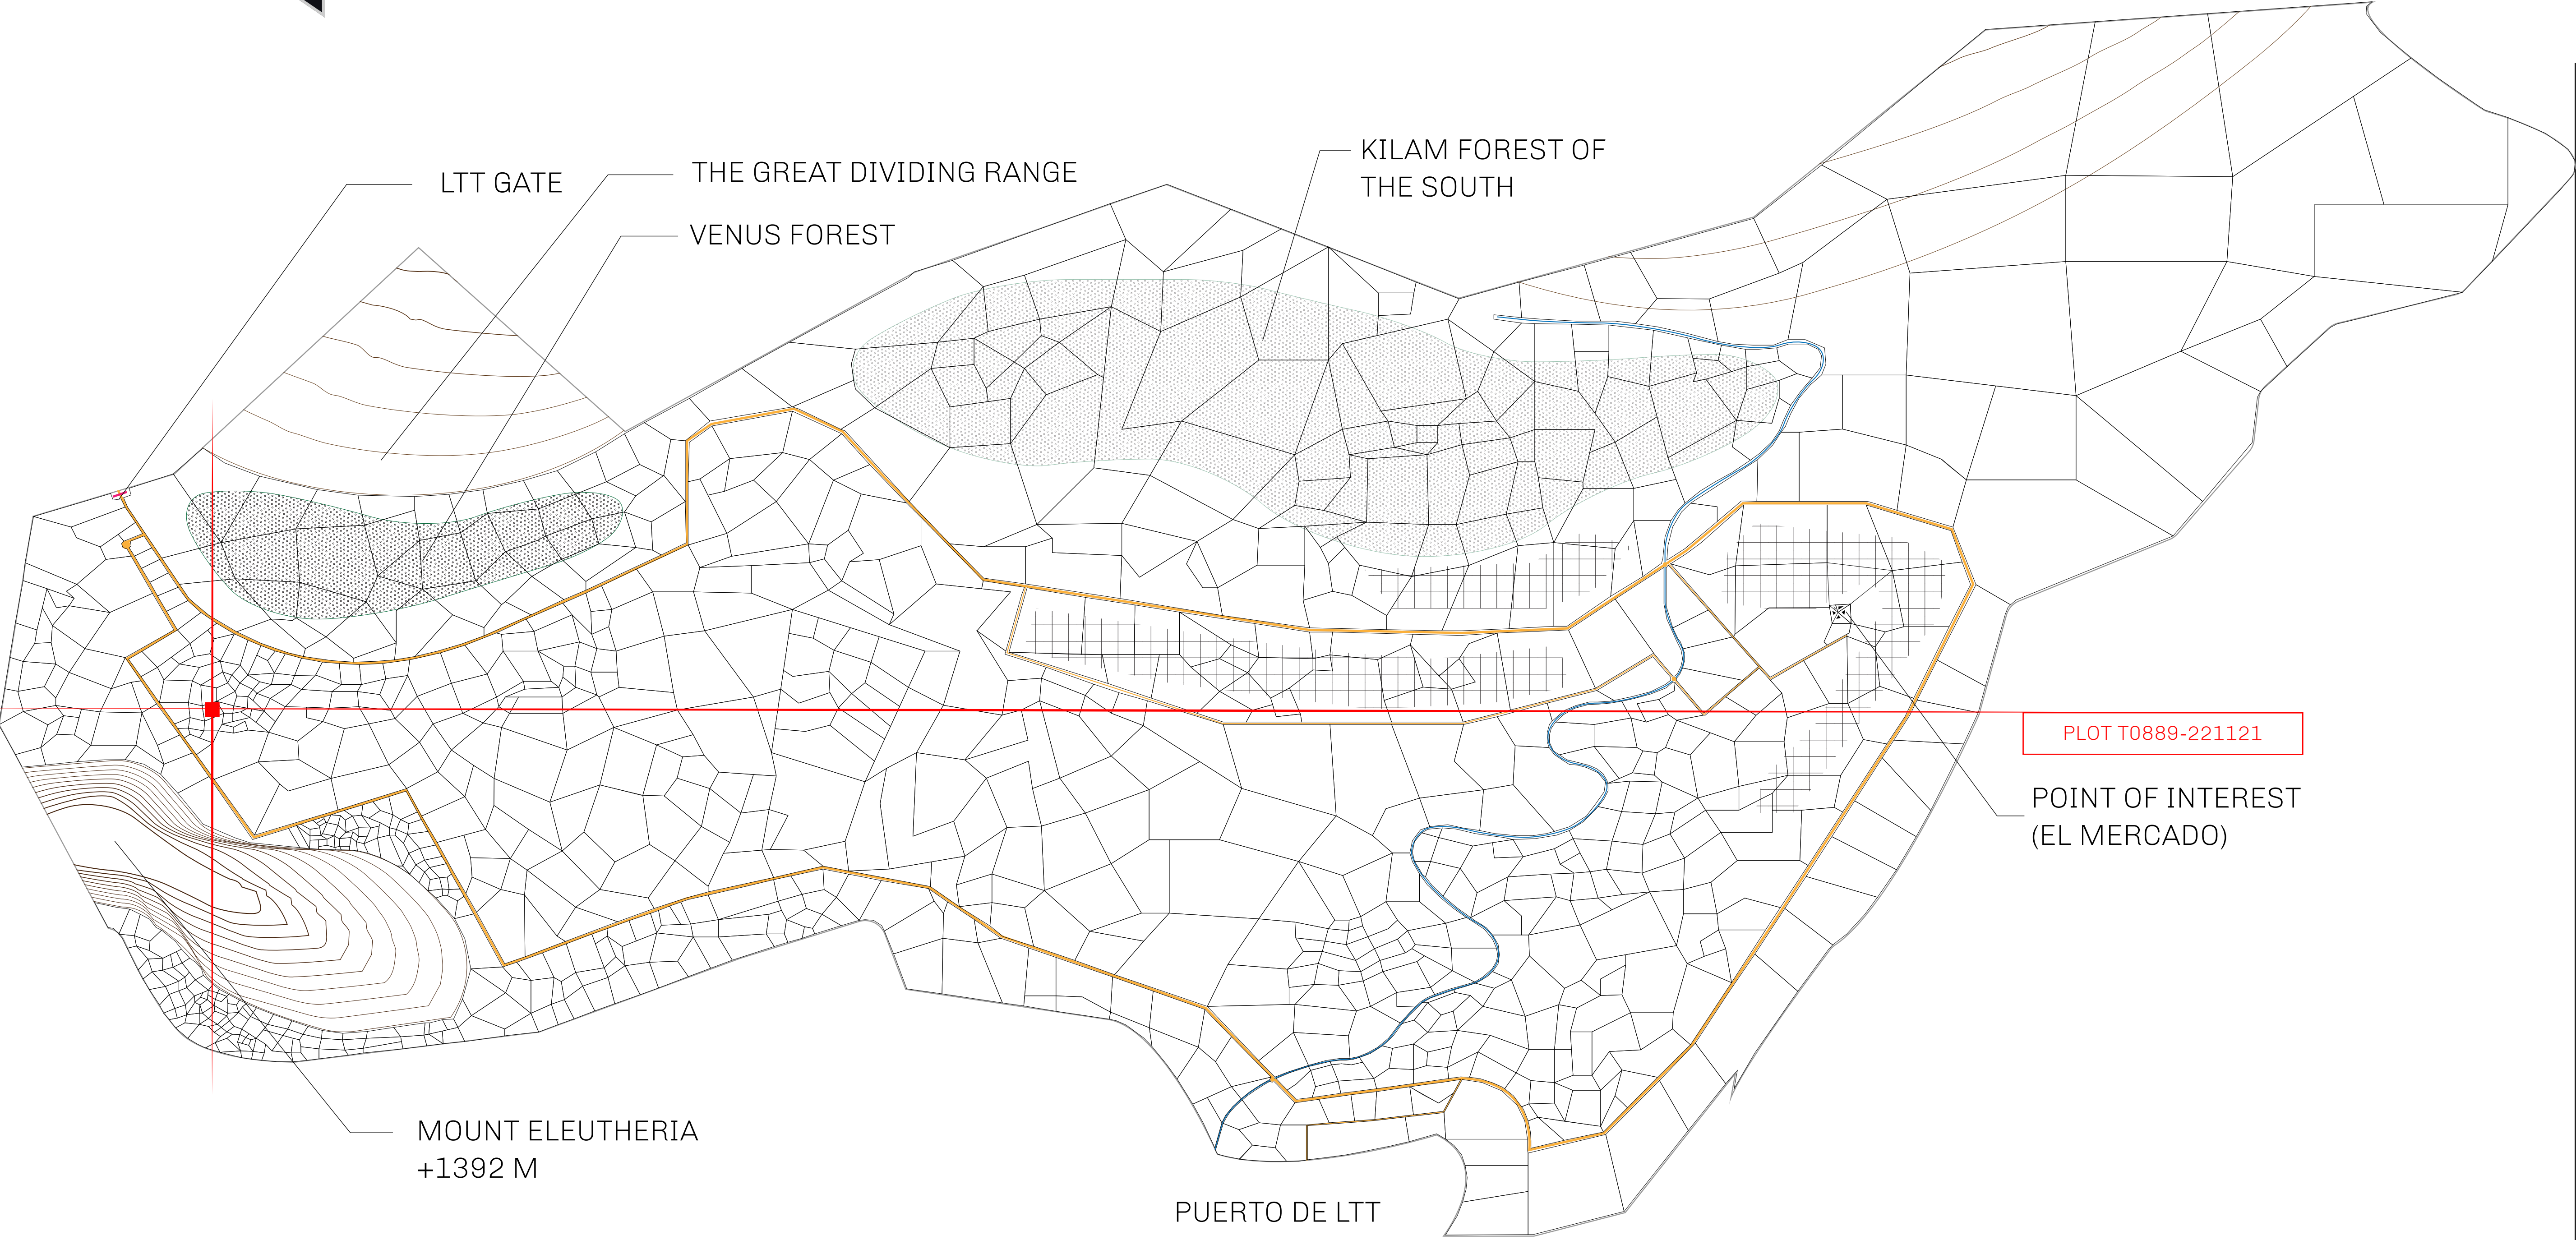 LTT GATE
THE GREAT DIVIDING RANGE
VENUS FOREST
KILAM FOREST OF
THE SOUTH
PLOT T0889-221121
POINT OF INTEREST
(EL MERCADO)
MOUNT ELEUTHERIA
+1392 M
PUERTO DE LTT